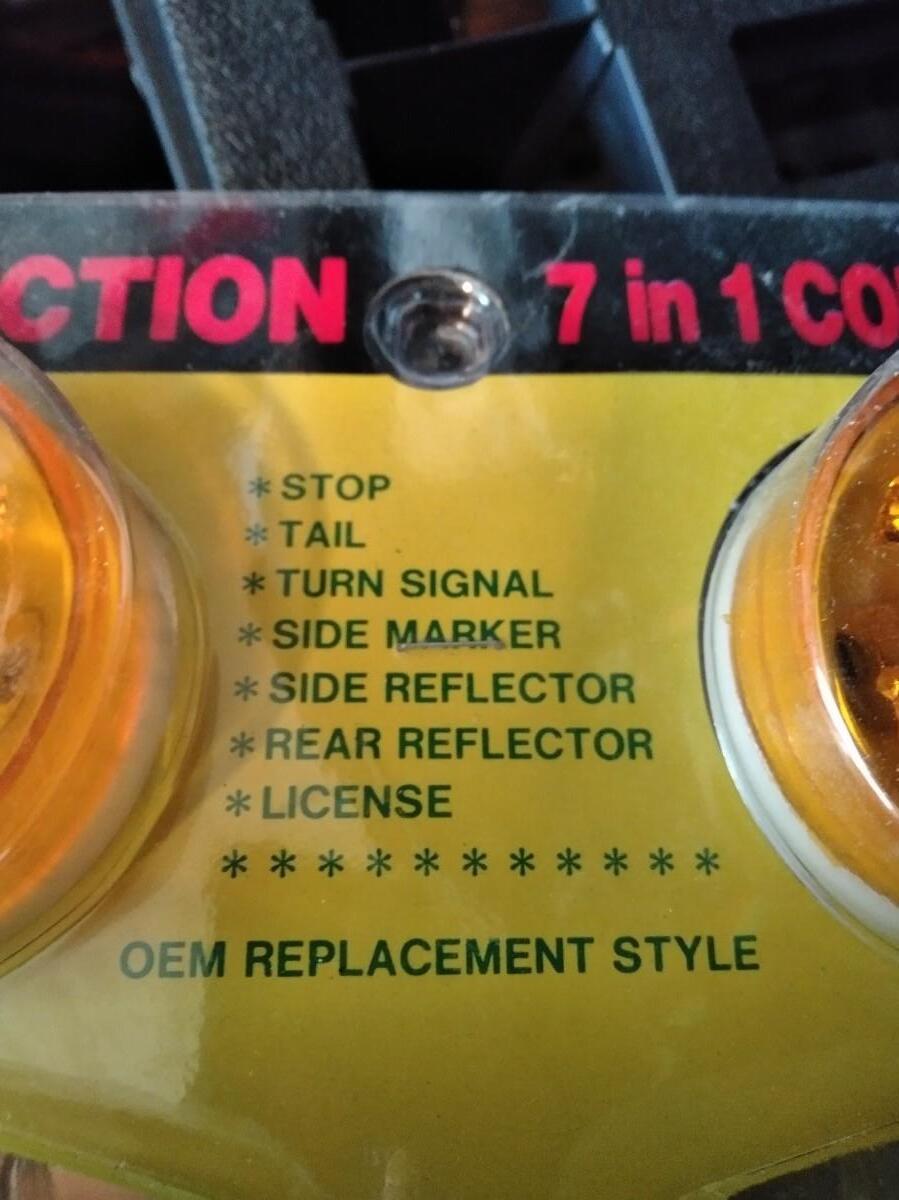 CTION 7 in 1 CO
* STOP
* TAIL
* TURN SIGNAL
* SIDE MARKER
* SIDE REFLECTOR
* REAR REFLECTOR
* LICENSE
* * * * * * * * * * *
OEM REPLACEMENT STYLE